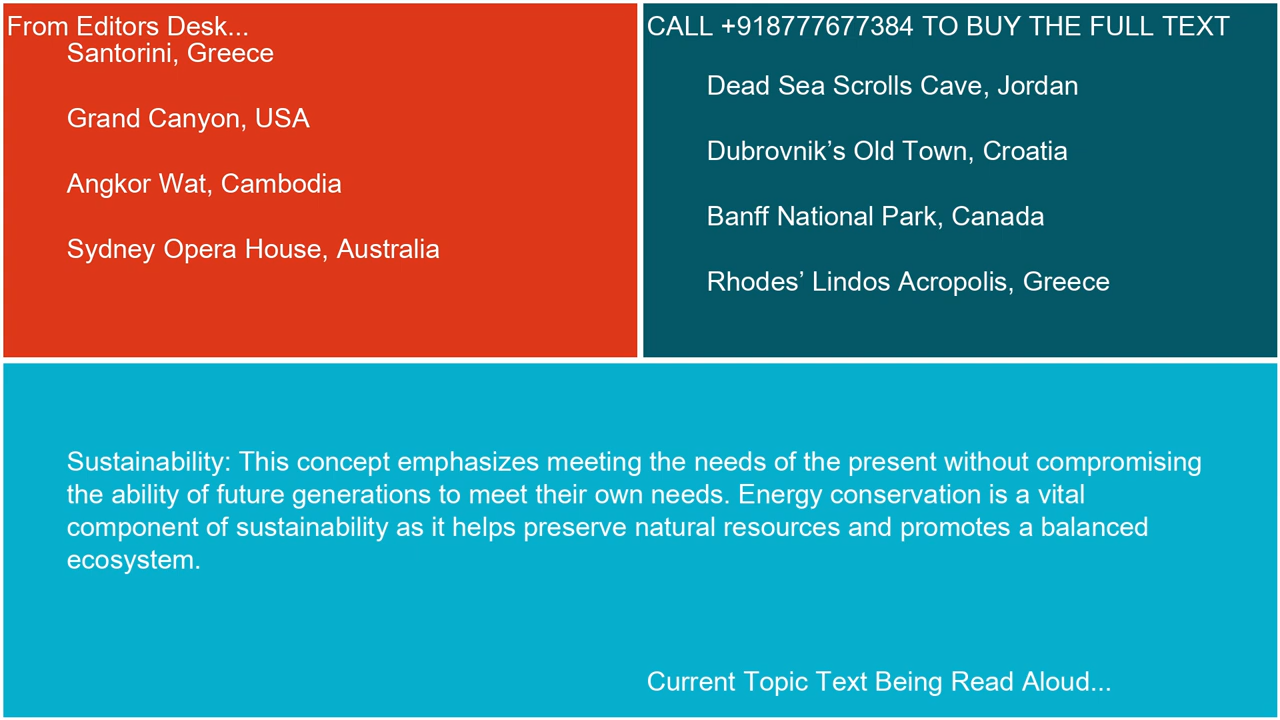 From Editors Desk...
Santorini, Greece
Grand Canyon, USA
Angkor Wat, Cambodia
Sydney Opera House, Australia
CALL +918777677384 TO BUY THE FULL TEXT
Dead Sea Scrolls Cave, Jordan
Dubrovnik’s Old Town, Croatia
Banff National Park, Canada
Rhodes’ Lindos Acropolis, Greece
Sustainability: This concept emphasizes meeting the needs of the present without compromising
the ability of future generations to meet their own needs. Energy conservation is a vital
component of sustainability as it helps preserve natural resources and promotes a balanced
ecosystem.
Current Topic Text Being Read Aloud...